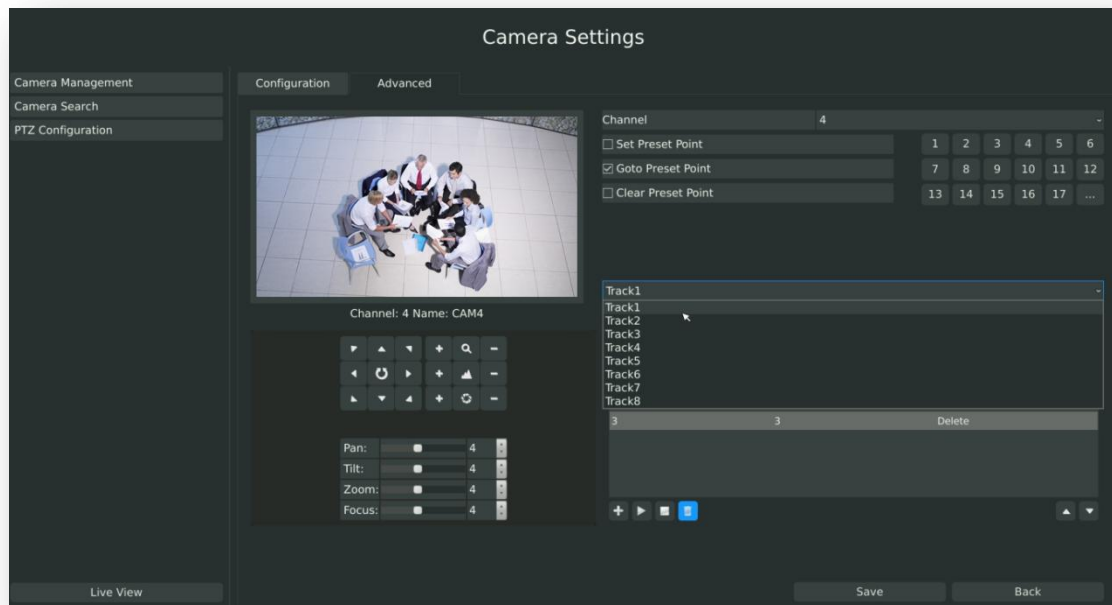 Camera Settings
Camera Management
Camera Search
PTZ Configuration
Live View
Configuration Advanced
Channel: 4 Name: CAM4
Pan: 4
Tilt: 4
Zoom: 4
Focus: 4
Channel 4
Set Preset Point 1 2 3 4 5 6
Goto Preset Point 7 8 9 10 11 12
Clear Preset Point 13 14 15 16 17 ...
Track1
Track1
Track2
Track3
Track4
Track5
Track6
Track7
Track8
3 3 Delete
Save Back